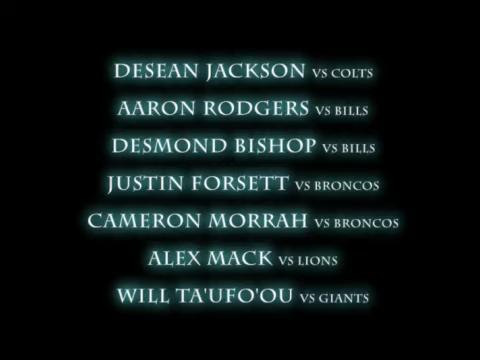 DESEAN JACKSON VS COLTS
AARON RODGERS VS BILLS
DESMOND BISHOP VS BILLS
JUSTIN FORSETT VS BRONCOS
CAMERON MORRAH VS BRONCOS
ALEX MACK VS LIONS
WILL TA'UFO'OU VS GIANTS